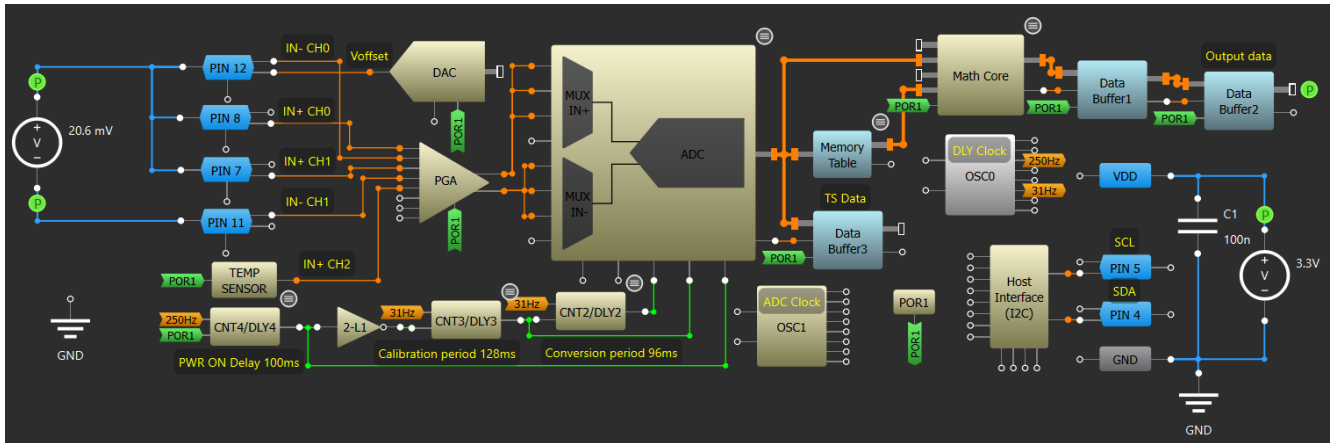 IN- CH0
PIN 12
Voffset
DAC
POR1
P
+
V
−
20.6 mV
P
PIN 8
IN+ CH0
PIN 7
IN+ CH1
PIN 11
IN- CH1
PGA
POR1
POR1
TEMP
SENSOR
IN+ CH2
GND
250Hz
POR1
CNT4/DLY4
PWR ON Delay 100ms
2-L1
31Hz
CNT3/DLY3
Calibration period 128ms
31Hz
CNT2/DLY2
Conversion period 96ms
MUX
IN+
MUX
IN-
ADC
Math Core
POR1
Memory
Table
TS Data
Data
Buffer3
POR1
Data
Buffer1
POR1
Output data
Data
Buffer2
POR1
P
DLY Clock
OSC0
250Hz
31Hz
ADC Clock
OSC1
POR1
POR1
Host
Interface
(I2C)
VDD
SCL
PIN 5
SDA
PIN 4
GND
C1
100n
P
+
V
−
3.3V
GND